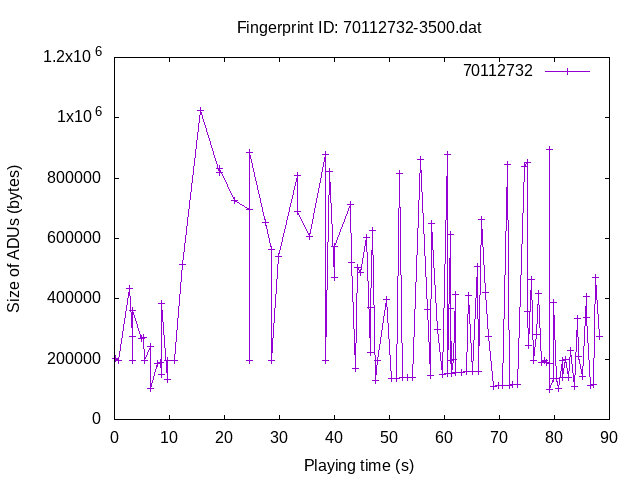 Fingerprint ID: 70112732-3500.dat
70112732
Size of ADUs (bytes)
1.2x10^6
1x10^6
800000
600000
400000
200000
0
0 10 20 30 40 50 60 70 80 90
Playing time (s)